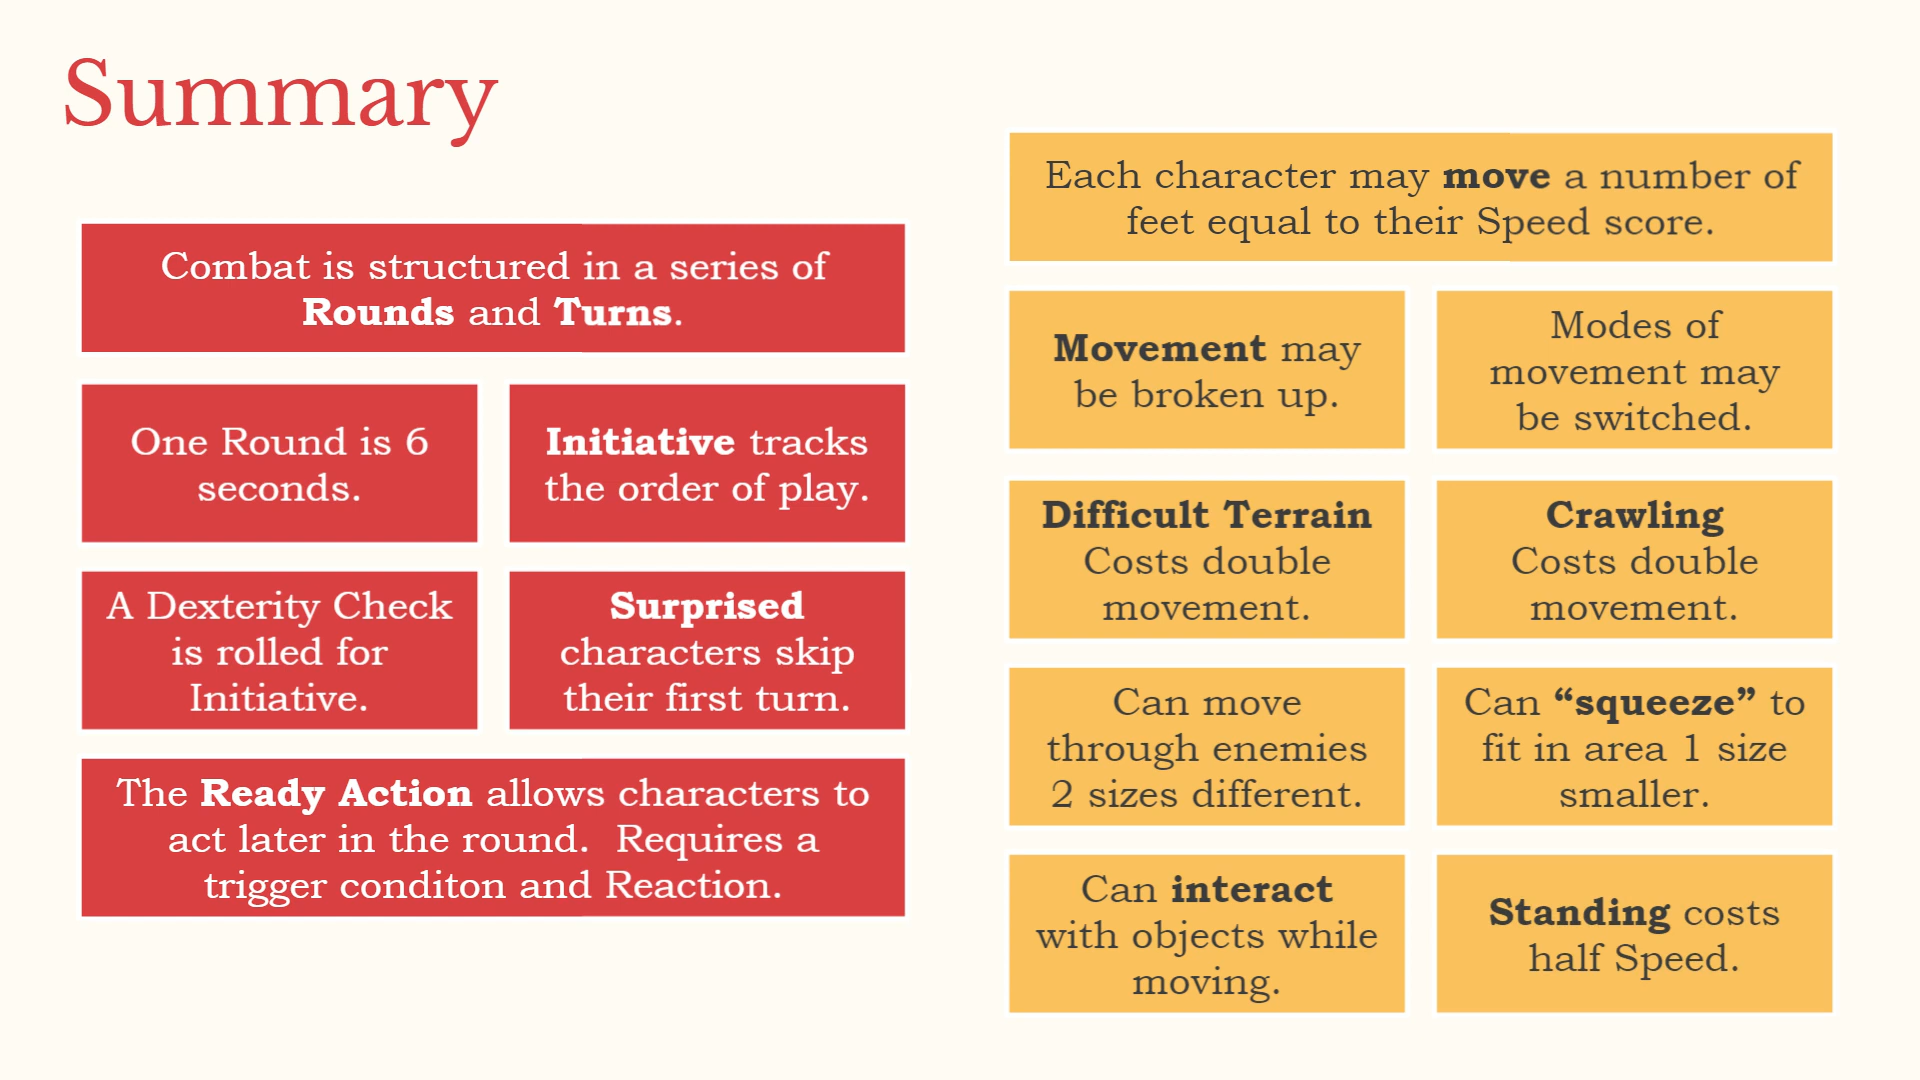 Summary
Combat is structured in a series of
Rounds and Turns.
One Round is 6
seconds.
Initiative tracks
the order of play.
A Dexterity Check
is rolled for
Initiative.
Surprised
characters skip
their first turn.
The Ready Action allows characters to
act later in the round.  Requires a
trigger conditon and Reaction.
Each character may move a number of
feet equal to their Speed score.
Movement may
be broken up.
Modes of
movement may
be switched.
Difficult Terrain
Costs double
movement.
Crawling
Costs double
movement.
Can move
through enemies
2 sizes different.
Can “squeeze” to
fit in area 1 size
smaller.
Can interact
with objects while
moving.
Standing costs
half Speed.